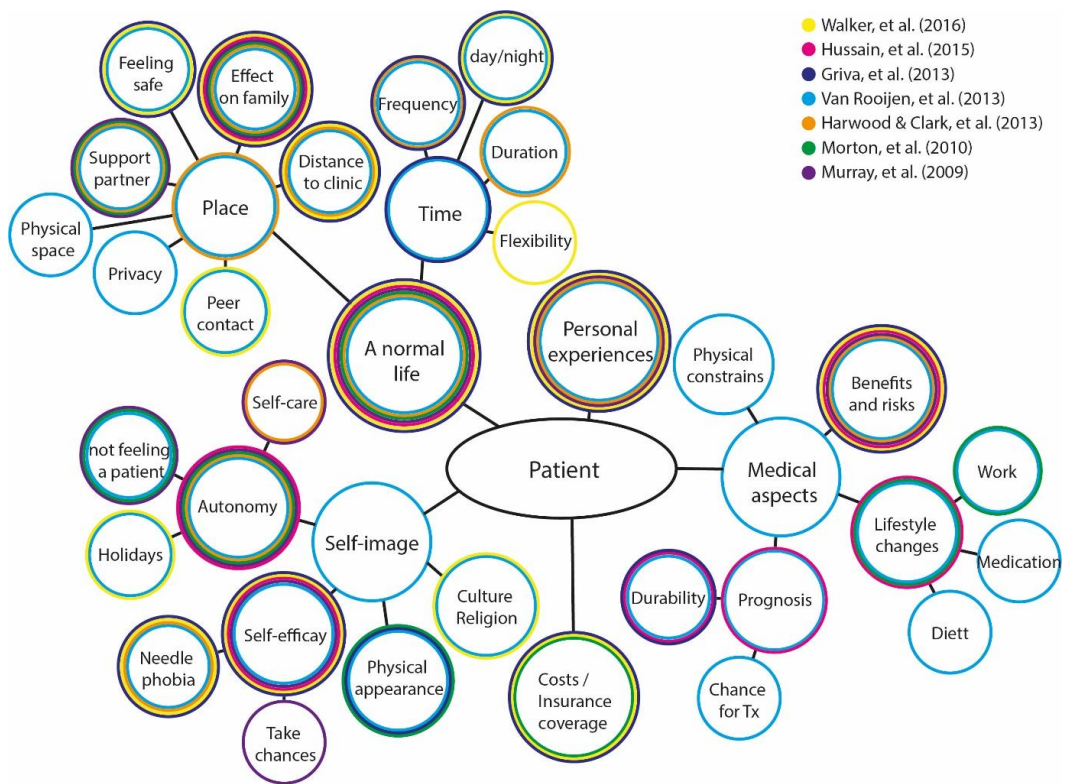 Feeling
safe
Effect
on family
Support
partner
Distance
to clinic
Place
Physical
space
Privacy
Peer
contact
day/night
Frequency
Duration
Time
Flexibility
Walker, et al. (2016)
Hussain, et al. (2015)
Griva, et al. (2013)
Van Rooijen, et al. (2013)
Harwood & Clark, et al. (2013)
Morton, et al. (2010)
Murray, et al. (2009)
A normal
life
Personal
experiences
Physical
constrains
Benefits
and risks
Self-care
not feeling
a patient
Autonomy
Holidays
Patient
Medical
aspects
Work
Lifestyle
changes
Medication
Diett
Self-image
Culture
Religion
Self-efficay
Needle
phobia
Take
chances
Physical
appearance
Costs /
Insurance
coverage
Durability
Prognosis
Chance
for Tx